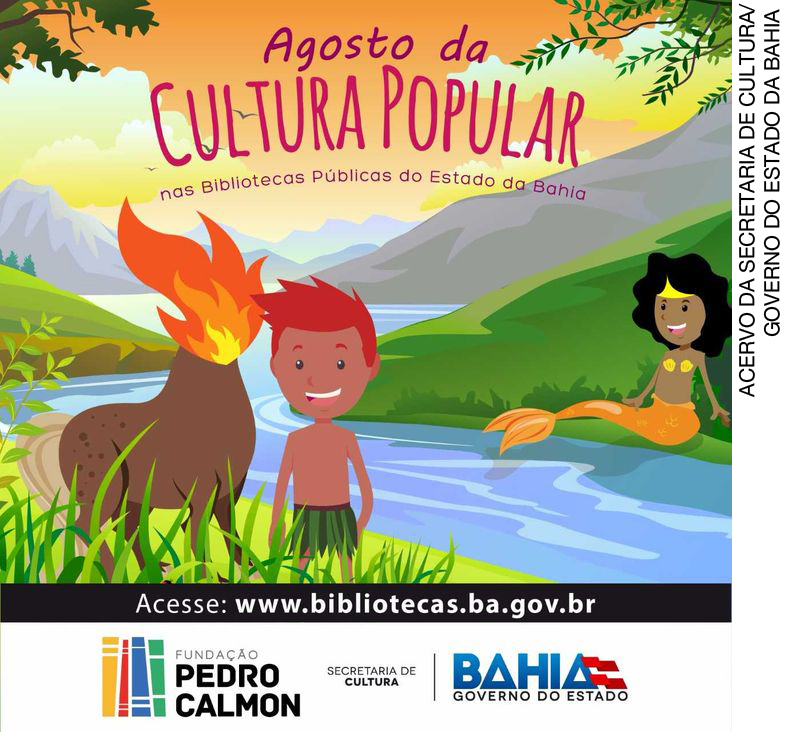 Agosto da
CULTURA POPULAR
nas Bibliotecas Públicas do Estado da Bahia
Acesse: www.bibliotecas.ba.gov.br
FUNDAÇÃO
PEDRO
CALMON
SECRETARIA DE
CULTURA
BAHIA
GOVERNO DO ESTADO
ACERVO DA SECRETARIA DE CULTURA/
GOVERNO DO ESTADO DA BAHIA